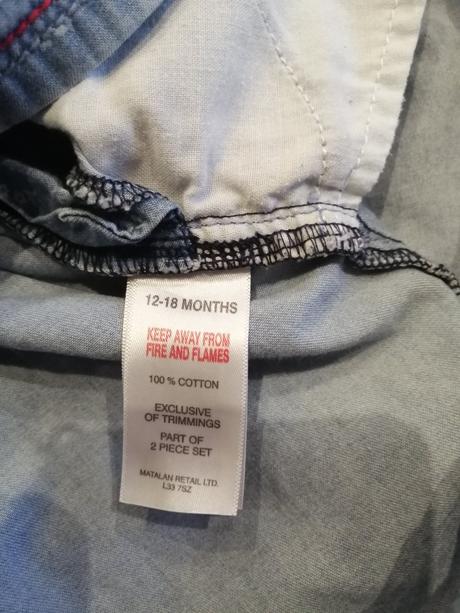 12-18 MONTHS
KEEP AWAY FROM
FIRE AND FLAMES
100 % COTTON
EXCLUSIVE
OF TRIMMINGS
PART OF
2 PIECE SET
MATALAN RETAIL LTD.
L33 7SZ